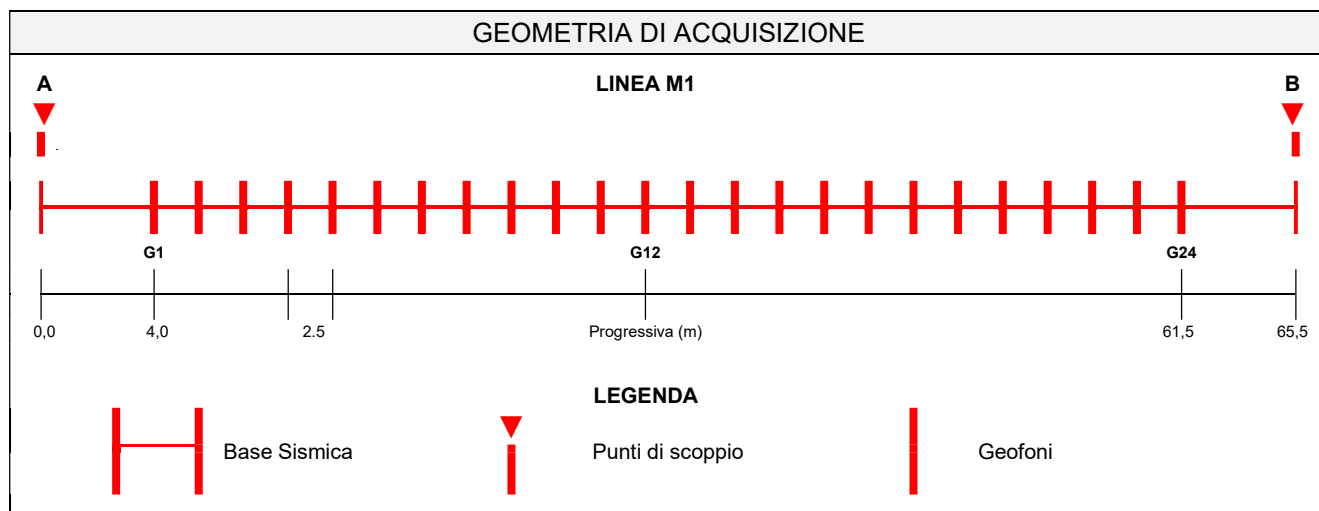 GEOMETRIA DI ACQUISIZIONE
LINEA M1
A
B
G1
G12
G24
0,0
4,0
2.5
Progressiva (m)
61,5
65,5
LEGENDA
Base Sismica
Punti di scoppio
Geofoni